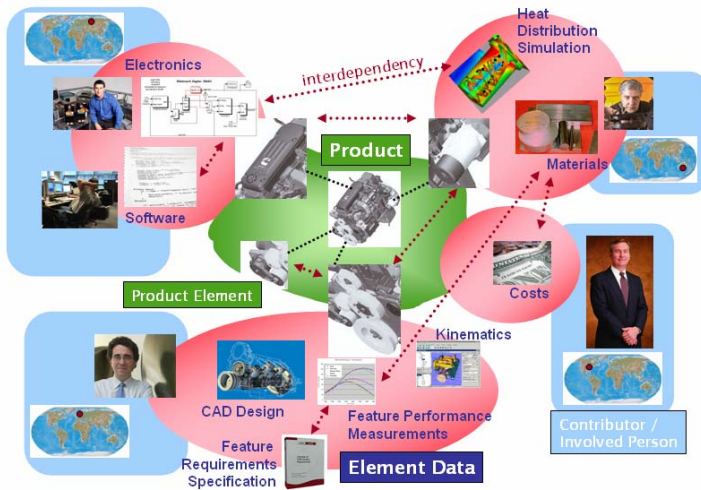 Heat
Distribution
Simulation
Electronics
interdependency
Product
Materials
Software
Product Element
Costs
Kinematics
CAD Design
Feature Performance
Measurements
Feature
Requirements
Specification
Element Data
Contributor /
Involved Person